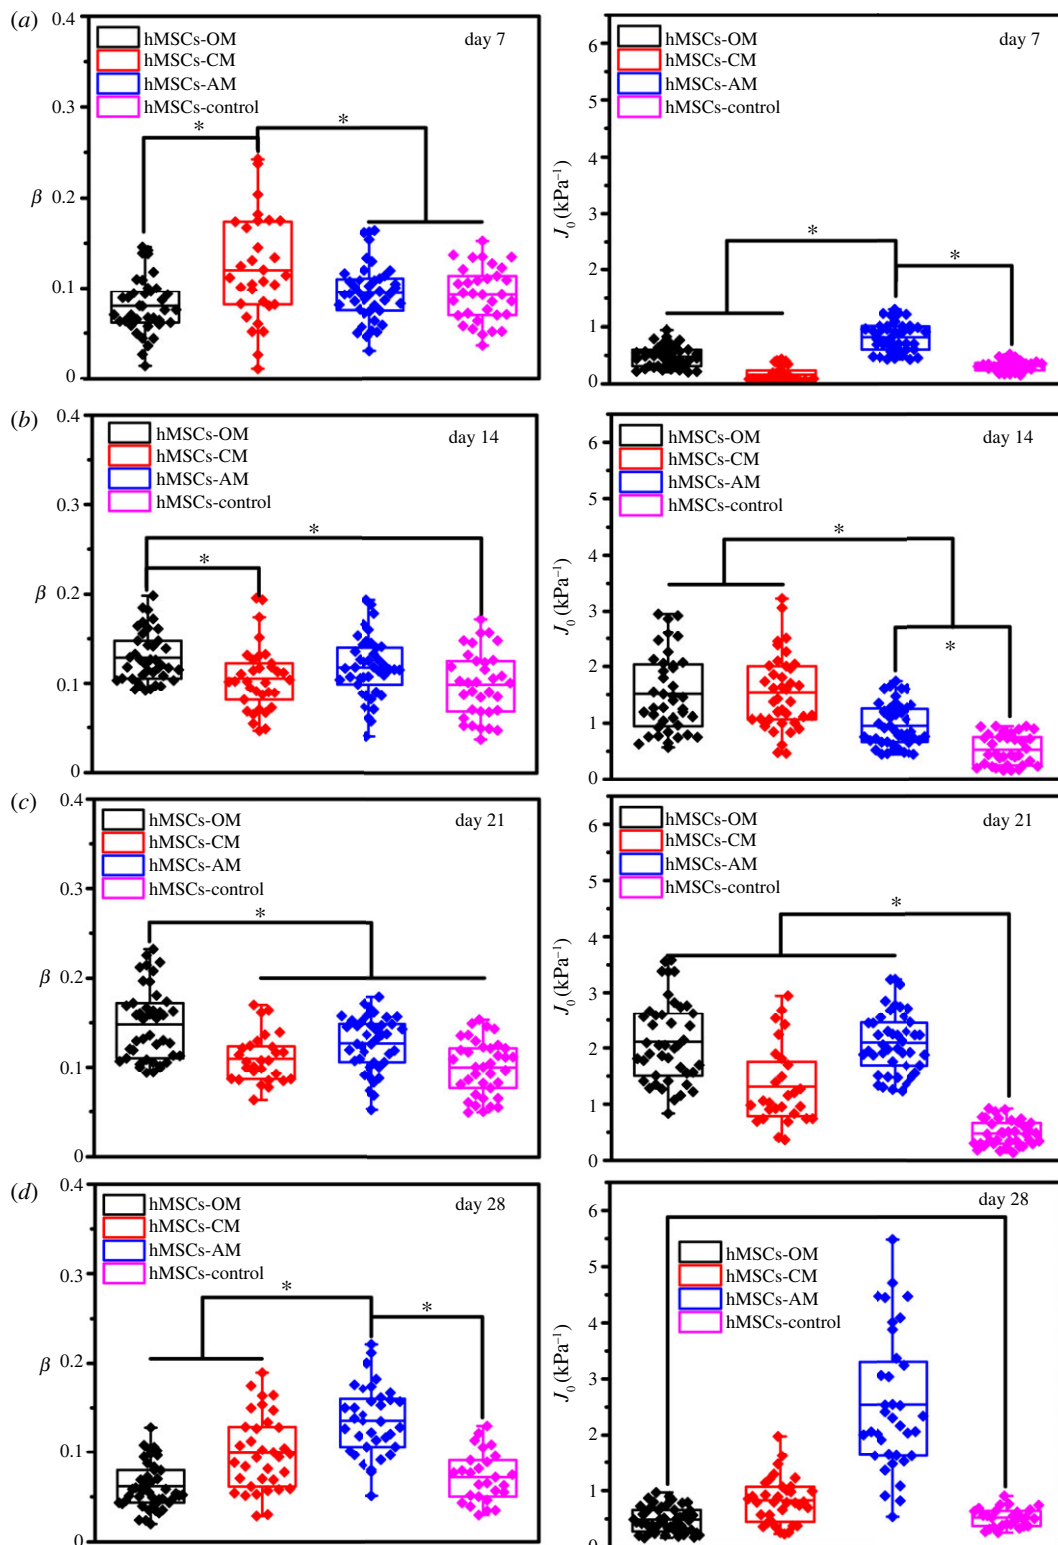 (a)
0.4
0.3
β 0.2
0.1
0
hMSCs-OM
hMSCs-CM
hMSCs-AM
hMSCs-control
day 7
*
*
6
5
4
3
2
1
0
J₀ (kPa⁻¹)
hMSCs-OM
hMSCs-CM
hMSCs-AM
hMSCs-control
day 7
*
*
(b)
0.4
0.3
β 0.2
0.1
0
hMSCs-OM
hMSCs-CM
hMSCs-AM
hMSCs-control
day 14
*
*
6
5
4
3
2
1
0
J₀ (kPa⁻¹)
hMSCs-OM
hMSCs-CM
hMSCs-AM
hMSCs-control
day 14
*
*
(c)
0.4
0.3
β 0.2
0.1
0
hMSCs-OM
hMSCs-CM
hMSCs-AM
hMSCs-control
day 21
*
6
5
4
3
2
1
0
J₀ (kPa⁻¹)
hMSCs-OM
hMSCs-CM
hMSCs-AM
hMSCs-control
day 21
*
(d)
0.4
0.3
β 0.2
0.1
0
hMSCs-OM
hMSCs-CM
hMSCs-AM
hMSCs-control
day 28
*
*
6
5
4
3
2
1
0
J₀ (kPa⁻¹)
hMSCs-OM
hMSCs-CM
hMSCs-AM
hMSCs-control
day 28